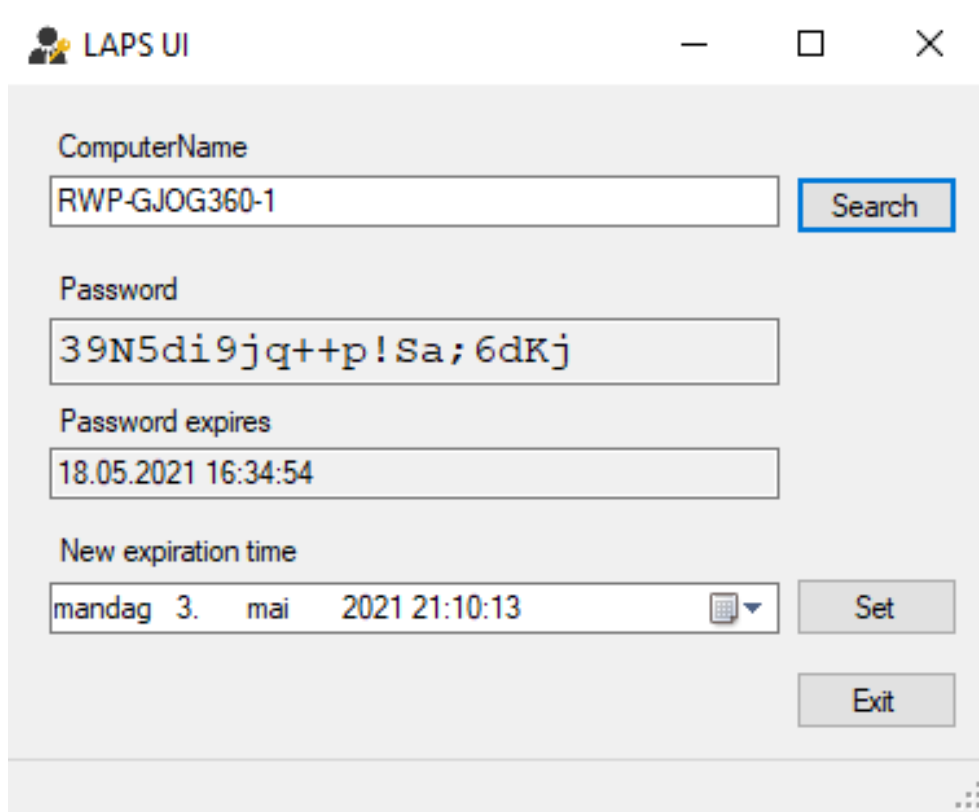 LAPS UI
ComputerName
RWP-GJOG360-1
Search
Password
39N5di9jq++p!Sa;6dKj
Password expires
18.05.2021 16:34:54
New expiration time
mandag 3. mai 2021 21:10:13
Set
Exit